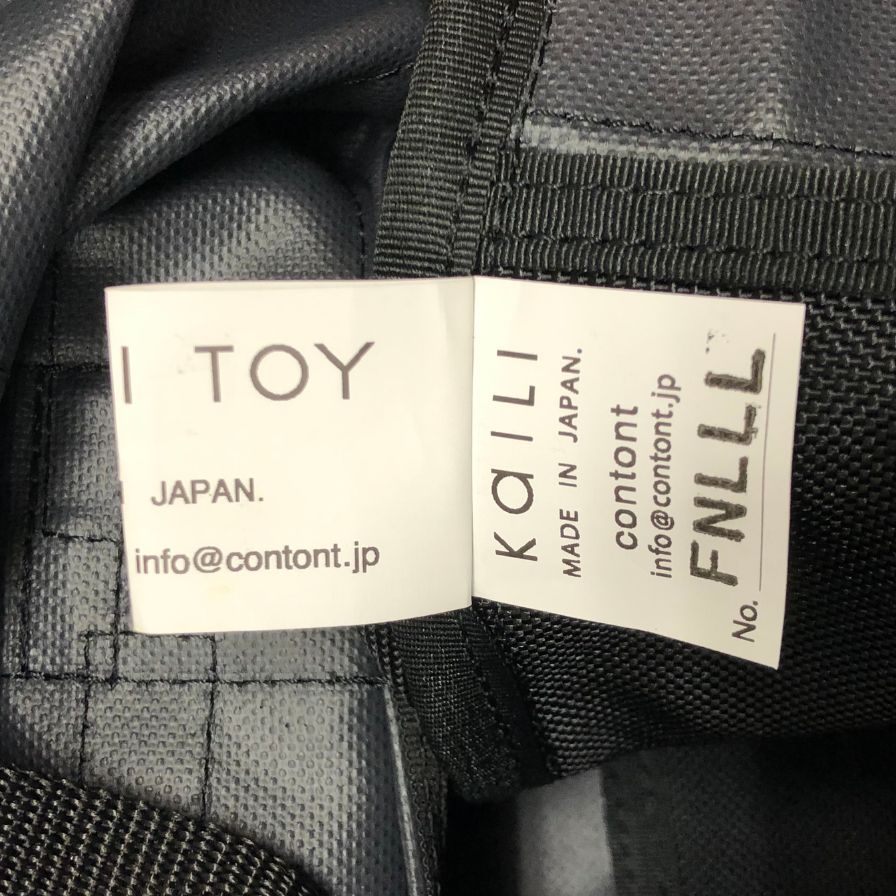 I TOY
JAPAN.
info@contont.jp
kaILI
MADE IN JAPAN.
contont
info@contont.jp
No. FNLLL